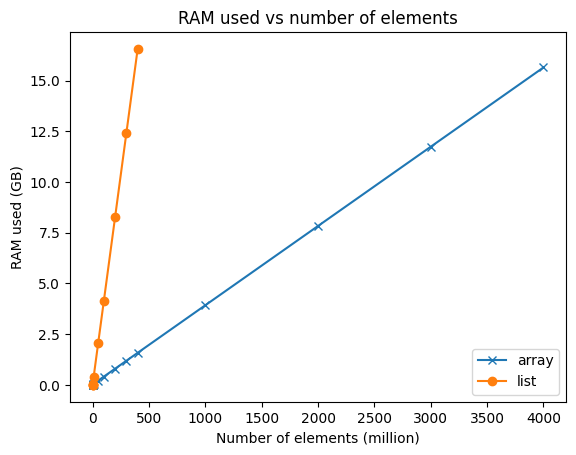 RAM used vs number of elements
RAM used (GB)
15.0
12.5
10.0
7.5
5.0
2.5
0.0
0 500 1000 1500 2000 2500 3000 3500 4000
Number of elements (million)
array
list